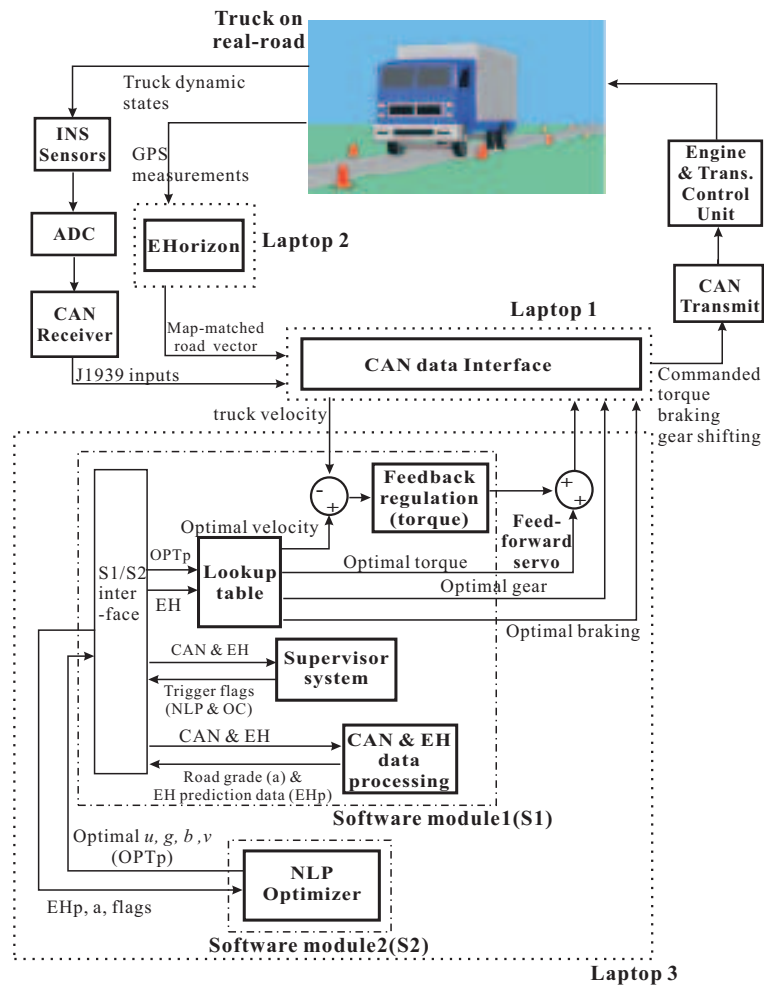 Truck on
real-road
Truck dynamic
states
INS
Sensors
GPS
measurements
Engine
& Trans.
Control
Unit
ADC
EHorizon
Laptop 2
CAN
Transmit
CAN
Receiver
Laptop 1
Map-matched
road vector
CAN data Interface
J1939 inputs
Commanded
torque
braking
gear shifting
truck velocity
-
+
Feedback
regulation
(torque)
+
+
Feed-
forward
servo
Optimal velocity
OPTp
S1/S2
inter
-face
Lookup
table
EH
Optimal torque
Optimal gear
Optimal braking
CAN & EH
Supervisor
system
Trigger flags
(NLP & OC)
CAN & EH
CAN & EH
data
processing
Road grade (a) &
EH prediction data (EHp)
Software module1(S1)
Optimal u, g, b ,v
(OPTp)
NLP
Optimizer
EHp, a, flags
Software module2(S2)
Laptop 3